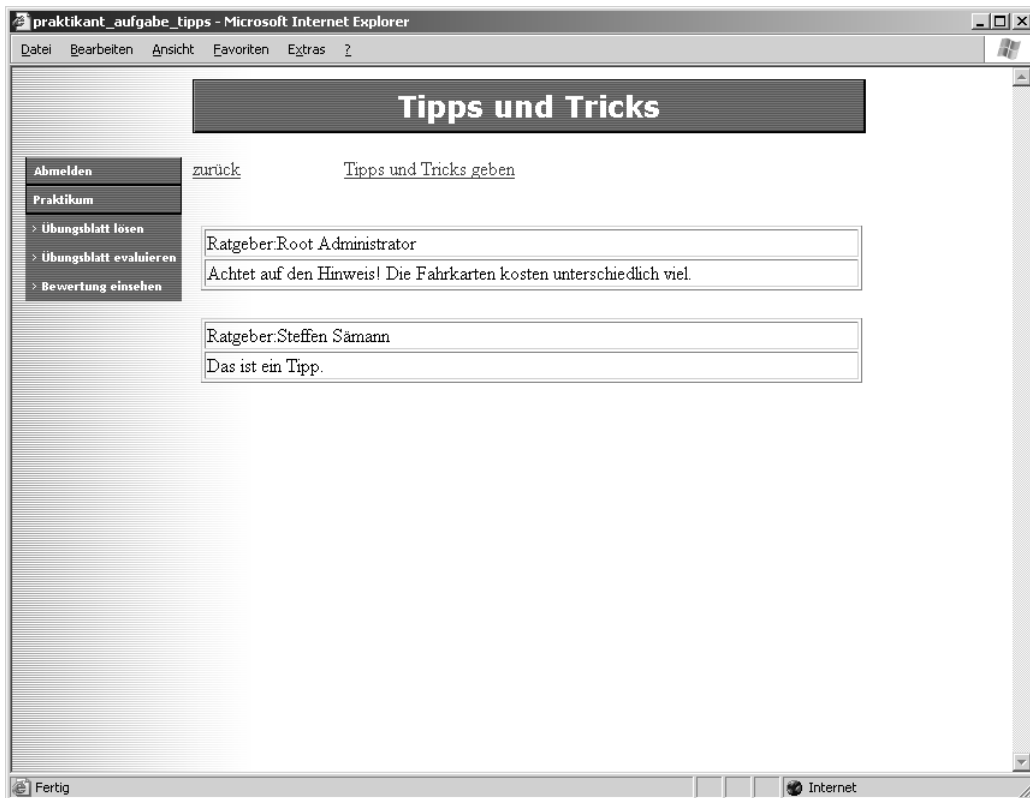 praktikant_aufgabe_tipps - Microsoft Internet Explorer
Datei Bearbeiten Ansicht Favoriten Extras ?
Tipps und Tricks
Abmelden
Praktikum
> Übungsblatt lösen
> Übungsblatt evaluieren
> Bewertung einsehen
zurück Tipps und Tricks geben
Ratgeber:Root Administrator
Achtet auf den Hinweis! Die Fahrkarten kosten unterschiedlich viel.
Ratgeber:Steffen Sämann
Das ist ein Tipp.
Fertig Internet